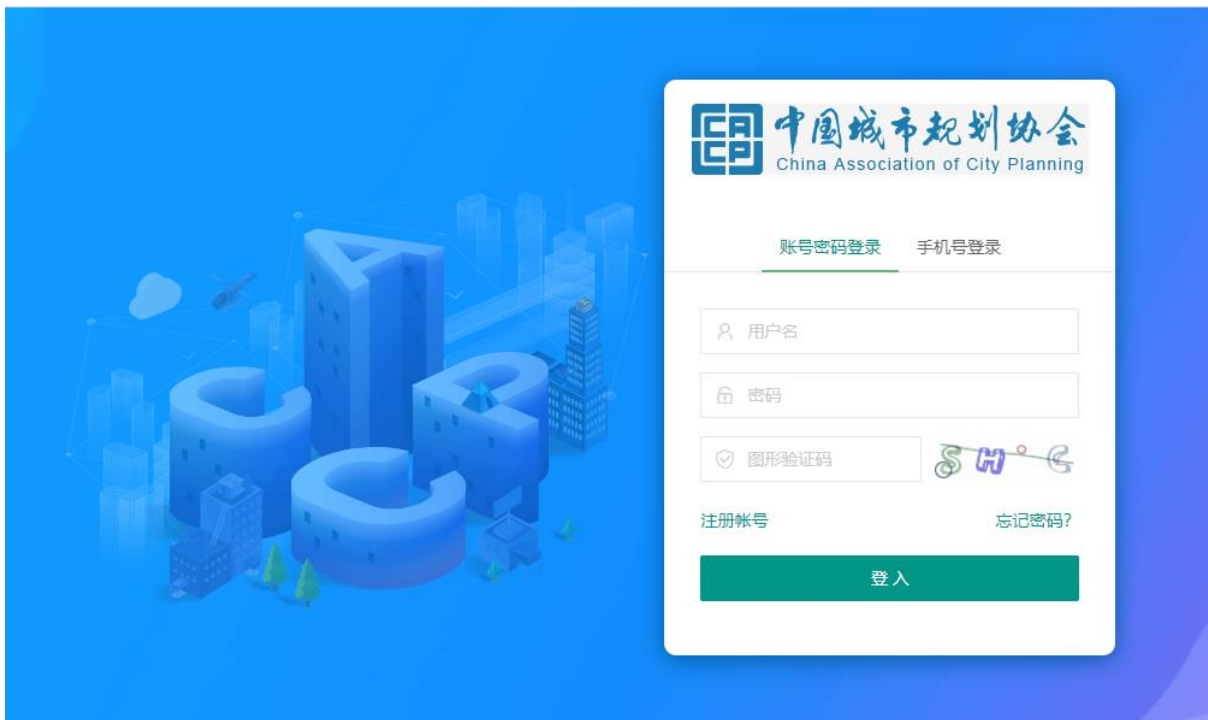 中国城市规划协会
China Association of City Planning
账号密码登录 手机号登录
用户名
密码
图形验证码
注册帐号 忘记密码?
登入